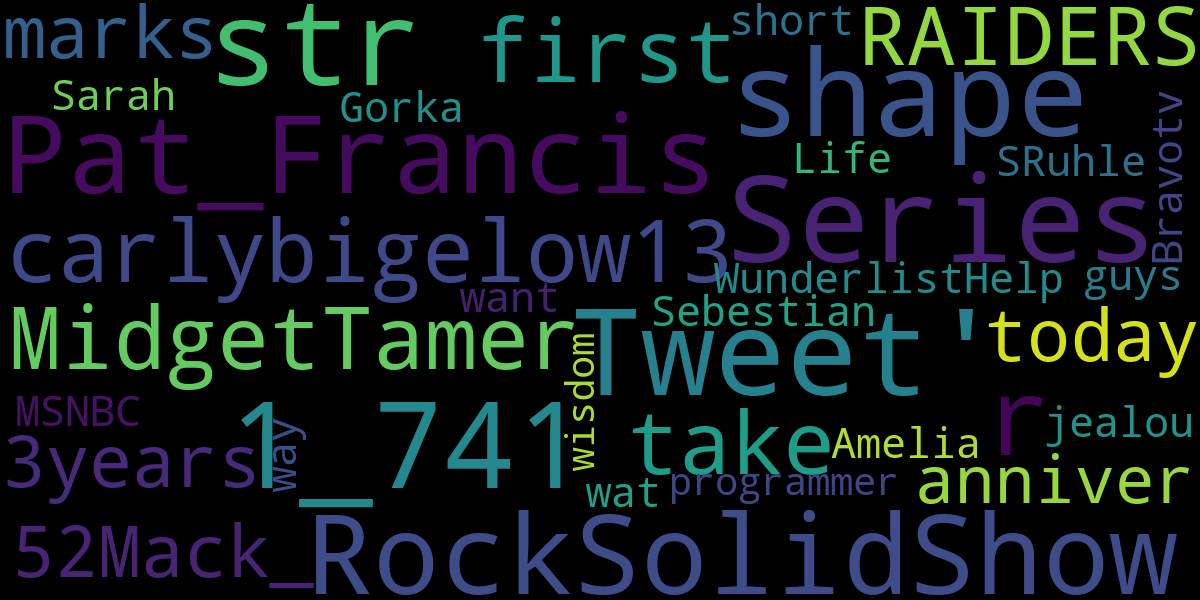 marks
str
first
short
RAIDERS
Sarah
Gorka
shape
Pat_Francis
Life
SRuhle
Bravotv
Series
carlybigelow13
WunderlistHelp
guys
want
Sebestian
MidgetTamer
Tweet'
today
wisdom
MSNBC
1_741
r
3years
way
take
Amelia
jealou
wat
programmer
anniver
52Mack_
RockSolidShow